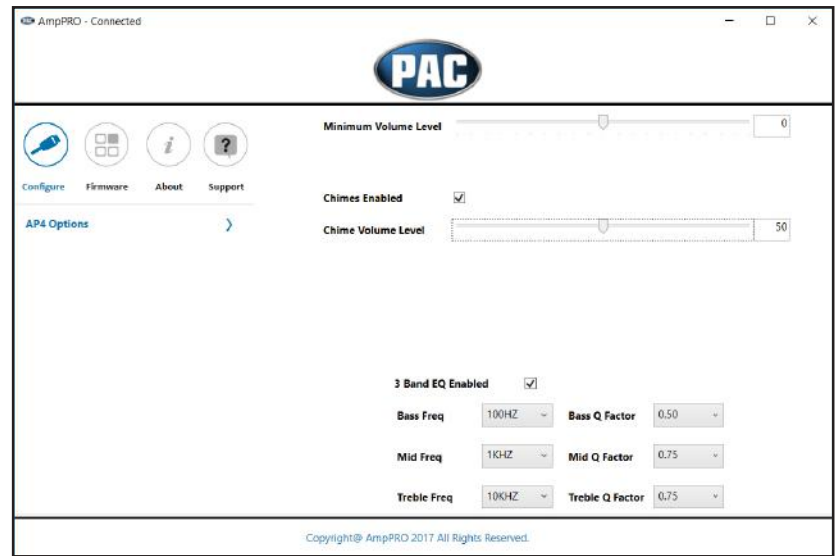 AmpPRO - Connected
PAC
Configure Firmware About Support
AP4 Options
Minimum Volume Level 0
Chimes Enabled
Chime Volume Level 50
3 Band EQ Enabled
Bass Freq 100HZ Bass Q Factor 0.50
Mid Freq 1KHZ Mid Q Factor 0.75
Treble Freq 10KHZ Treble Q Factor 0.75
Copyright@ AmpPRO 2017 All Rights Reserved.